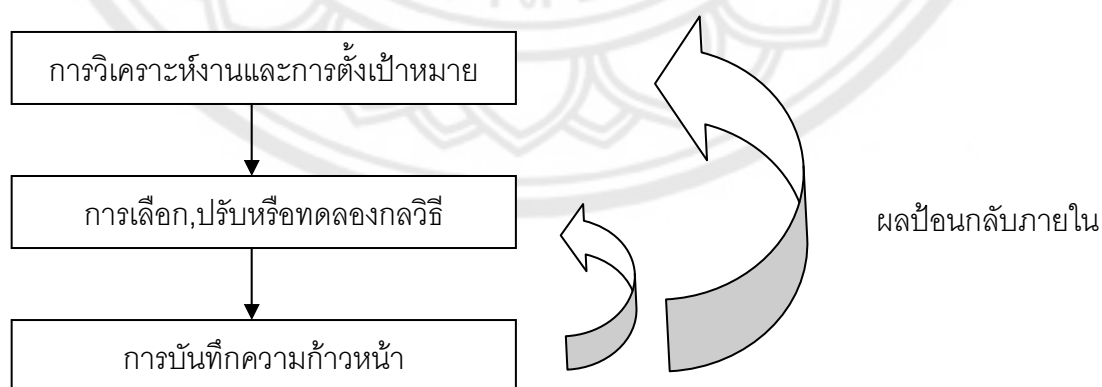 การวิเคราะห์งานและการตั้งเป้าหมาย
การเลือก,ปรับหรือทดลองกลวิธี
ผลป้อนกลับภายใน
การบันทึกความก้าวหน้า